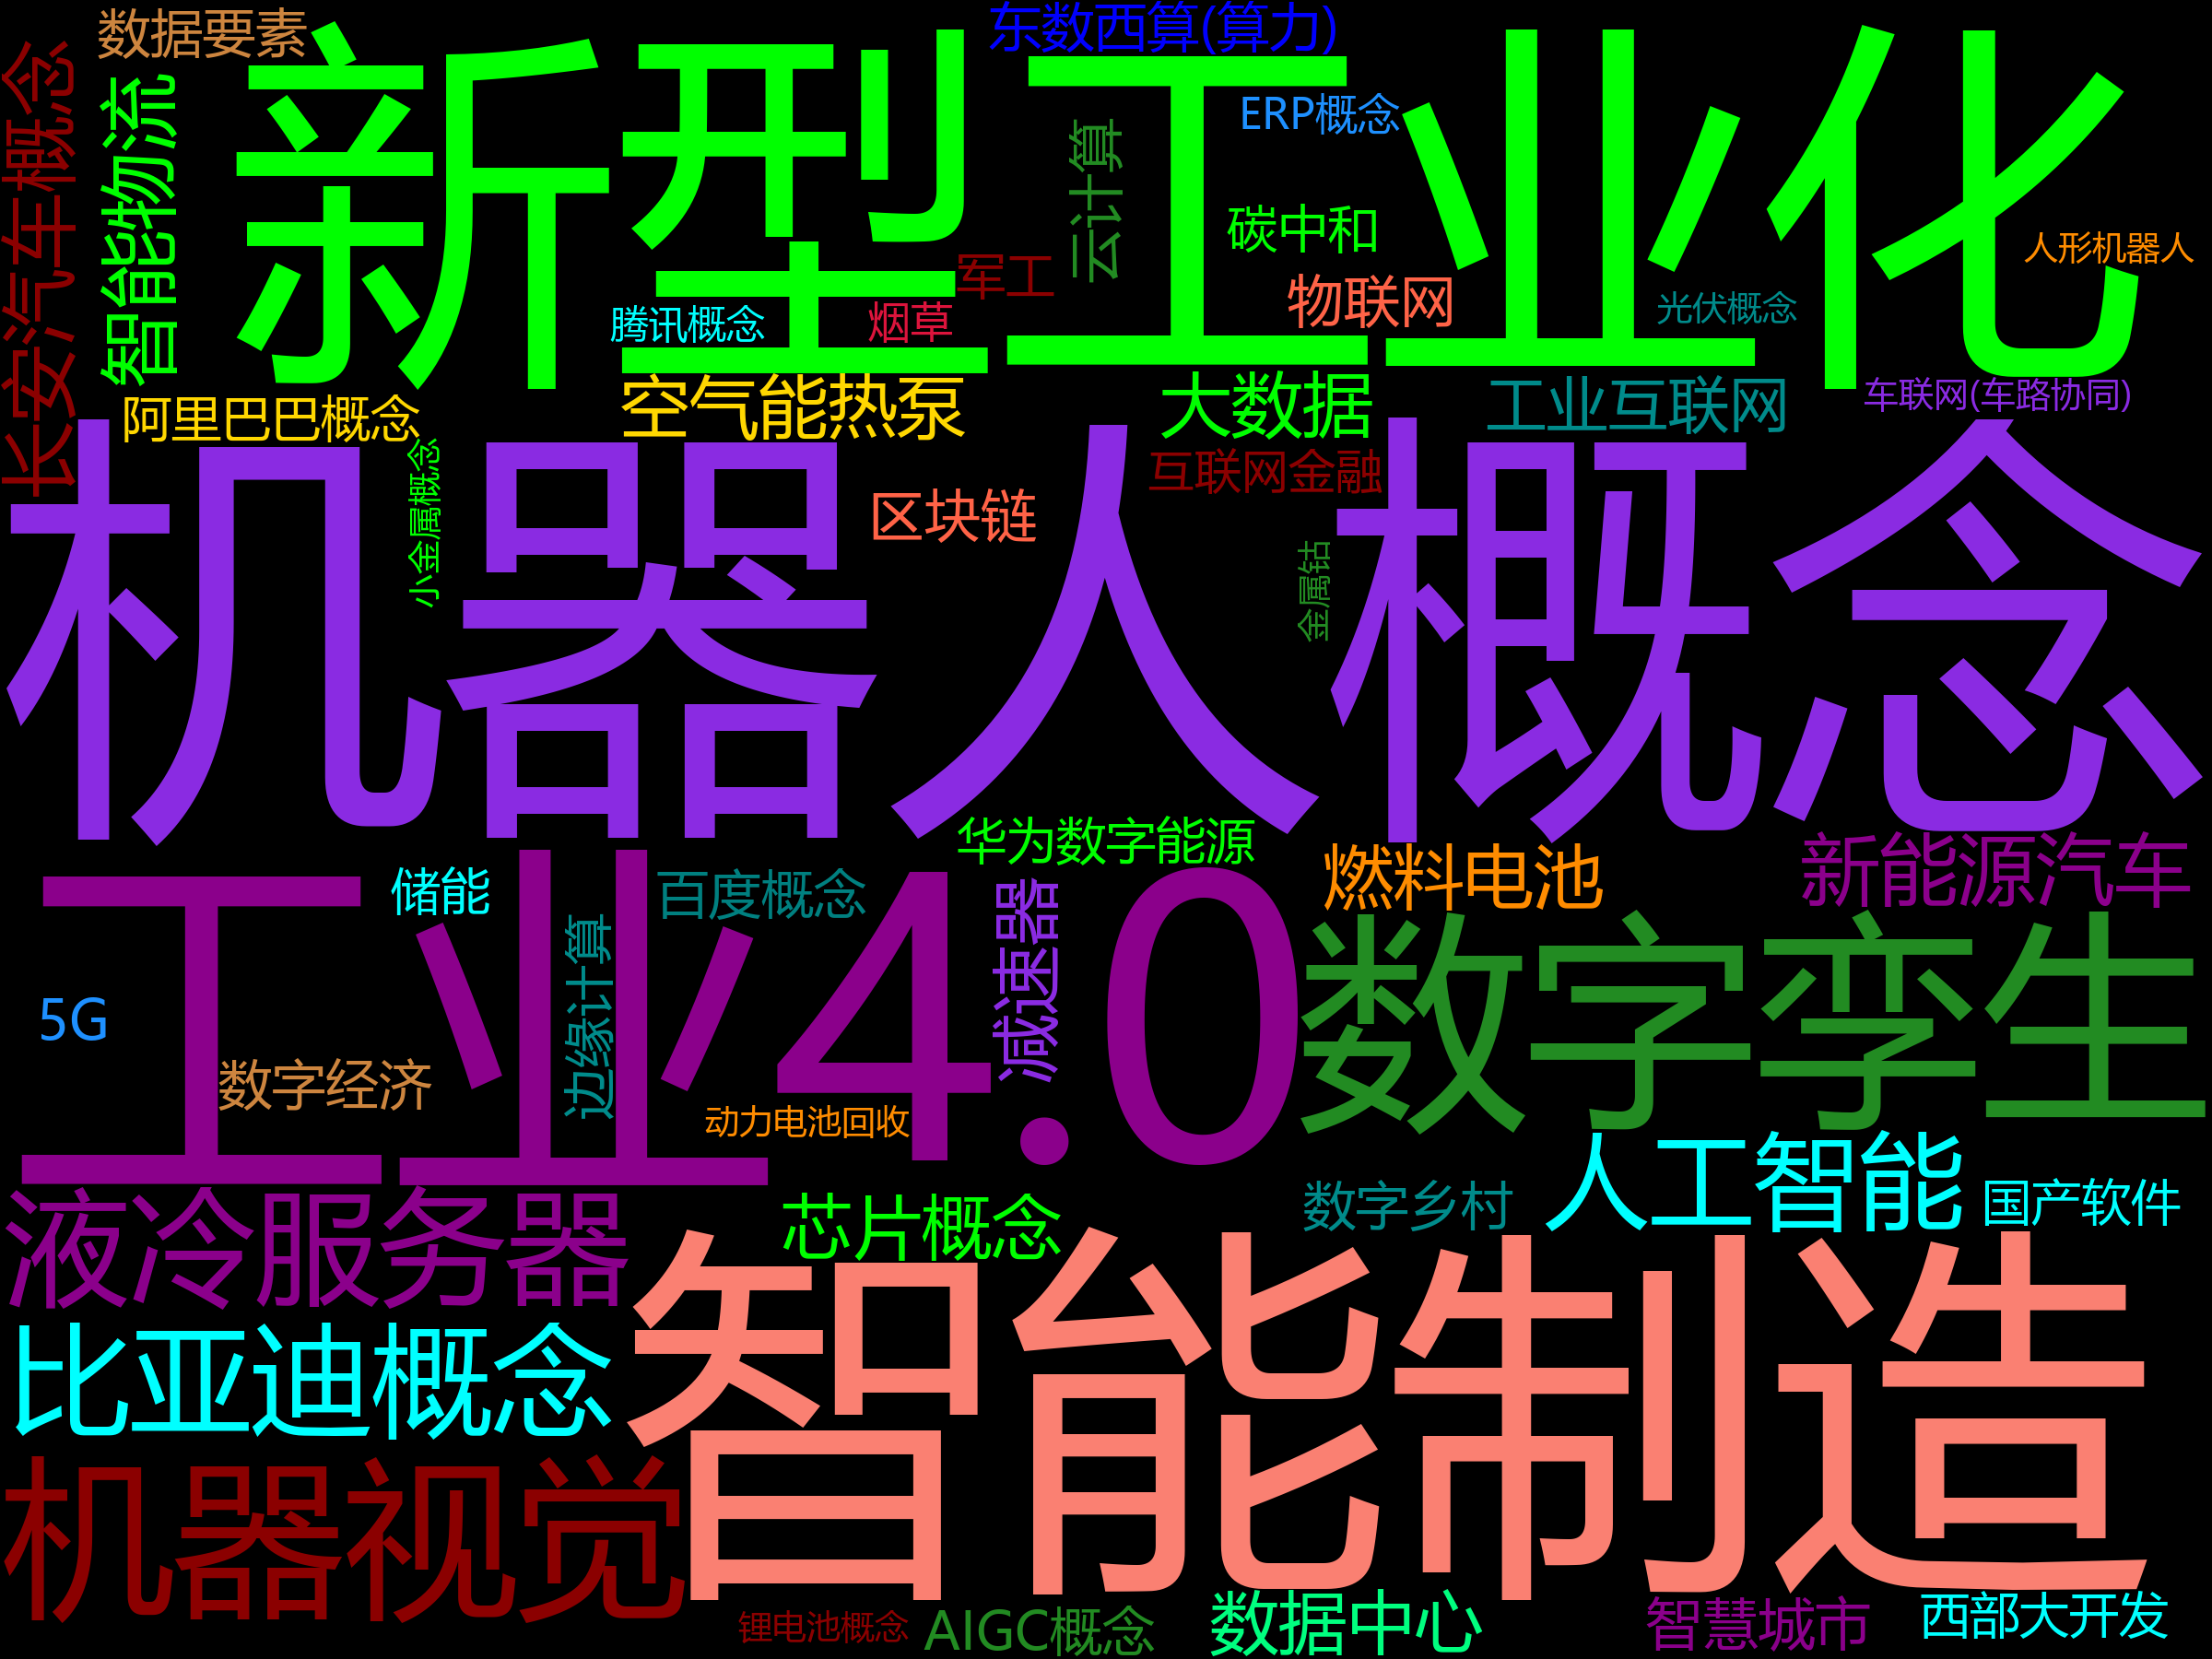 数据要素
东数西算(算力)
长安汽车概念
智能物流
新型工业化
ERP概念
云计算
碳中和
人形机器人
军工
物联网
光伏概念
腾讯概念
烟草
阿里巴巴概念
空气能热泵
大数据
工业互联网
车联网(车路协同)
小金属概念
互联网金融
区块链
金属钴
机器人概念
华为数字能源
燃料电池
新能源汽车
储能
百度概念
减速器
边缘计算
工业4.0
数字孪生
5G
数字经济
动力电池回收
人工智能
液冷服务器
芯片概念
数字乡村
国产软件
比亚迪概念
智能制造
机器视觉
锂电池概念
AIGC概念
数据中心
智慧城市
西部大开发